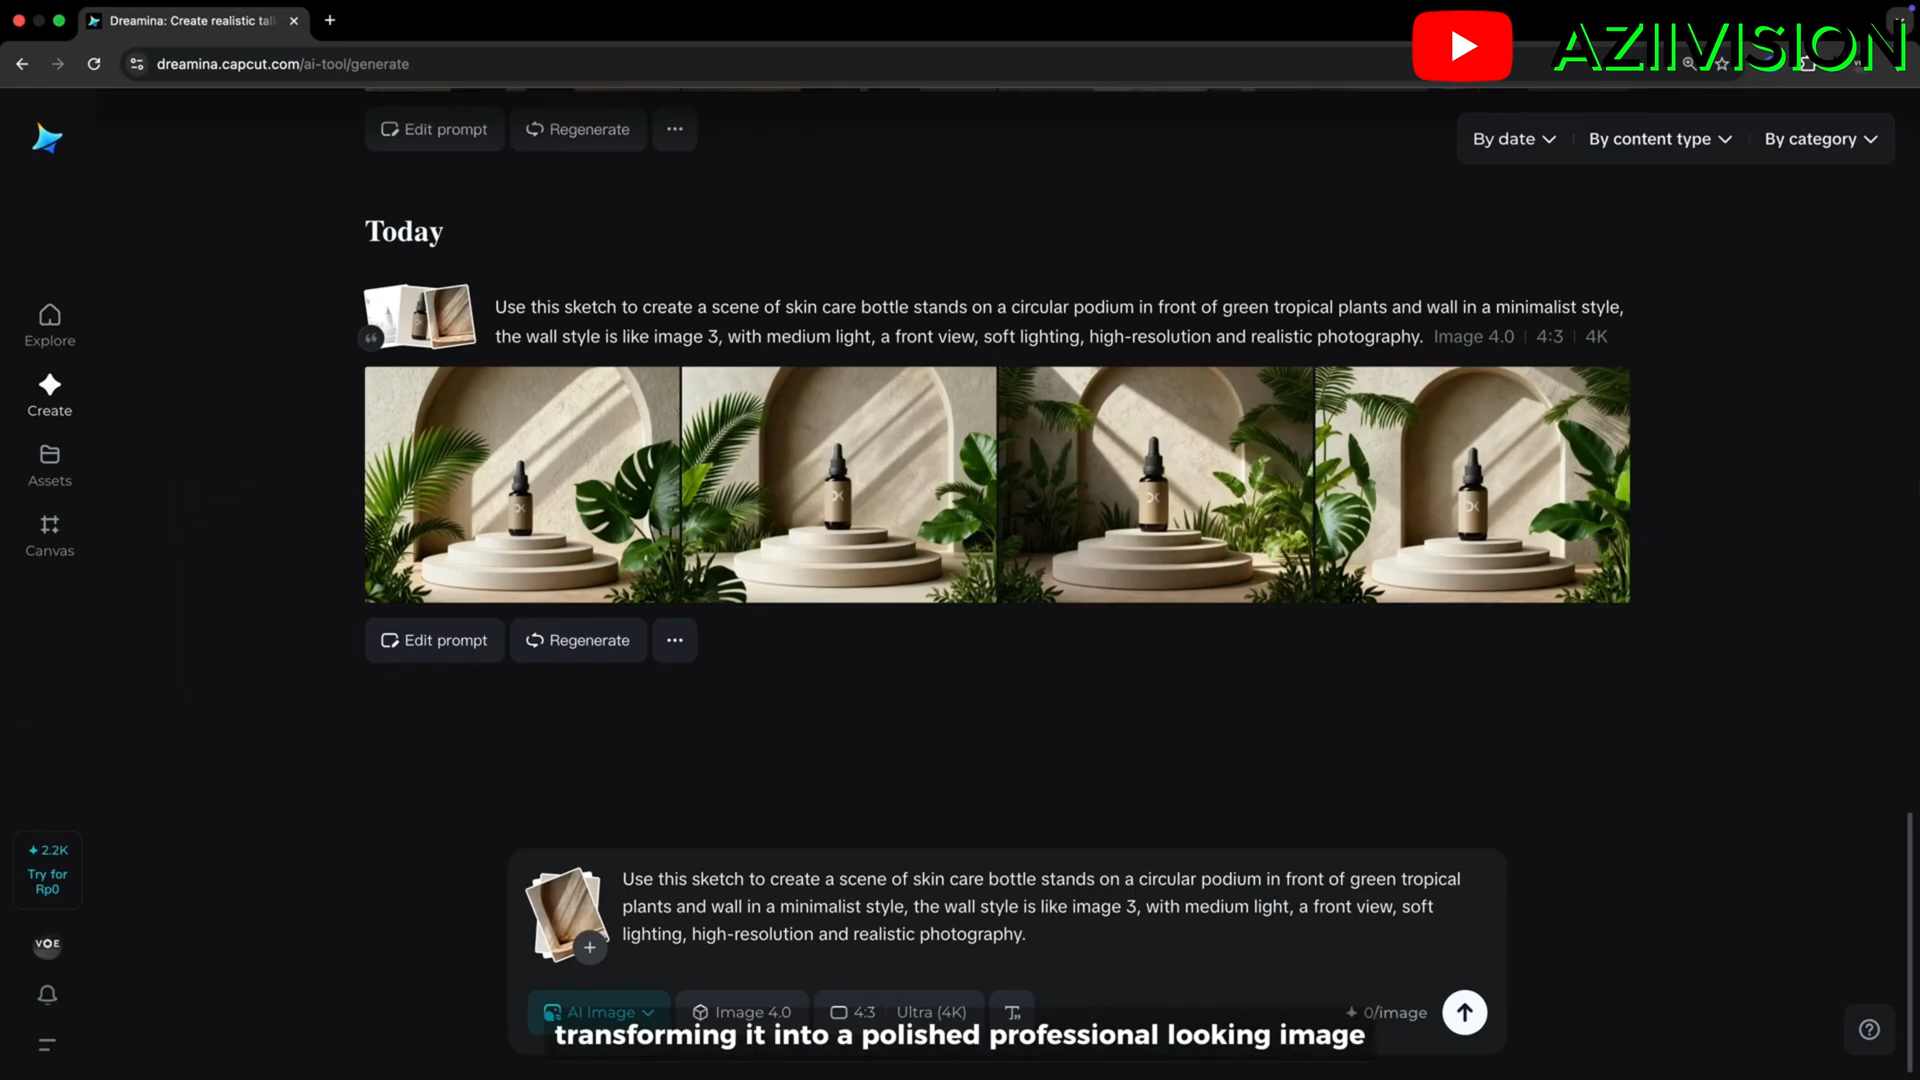 Dreamina: Create realistic tal
AZIIVISION
dreamina.capcut.com/ai-tool/generate
Edit prompt
Regenerate
By date
By content type
By category
Today
Use this sketch to create a scene of skin care bottle stands on a circular podium in front of green tropical plants and wall in a minimalist style,
the wall style is like image 3, with medium light, a front view, soft lighting, high-resolution and realistic photography. Image 4.0 | 4:3 | 4K
Explore
Create
Assets
Canvas
Edit prompt
Regenerate
2.2K
Try for
Rp0
VOE
Use this sketch to create a scene of skin care bottle stands on a circular podium in front of green tropical
plants and wall in a minimalist style, the wall style is like image 3, with medium light, a front view, soft
lighting, high-resolution and realistic photography.
AI Image
Image 4.0
4:3
Ultra (4K)
0/image
transforming it into a polished professional looking image